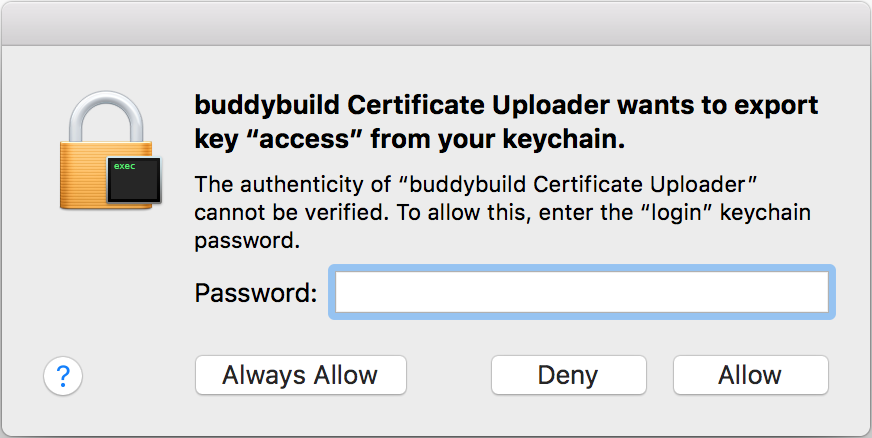 buddybuild Certificate Uploader wants to export
key “access” from your keychain.
exec
The authenticity of “buddybuild Certificate Uploader”
cannot be verified. To allow this, enter the “login” keychain
password.
Password:
?
Always Allow
Deny
Allow